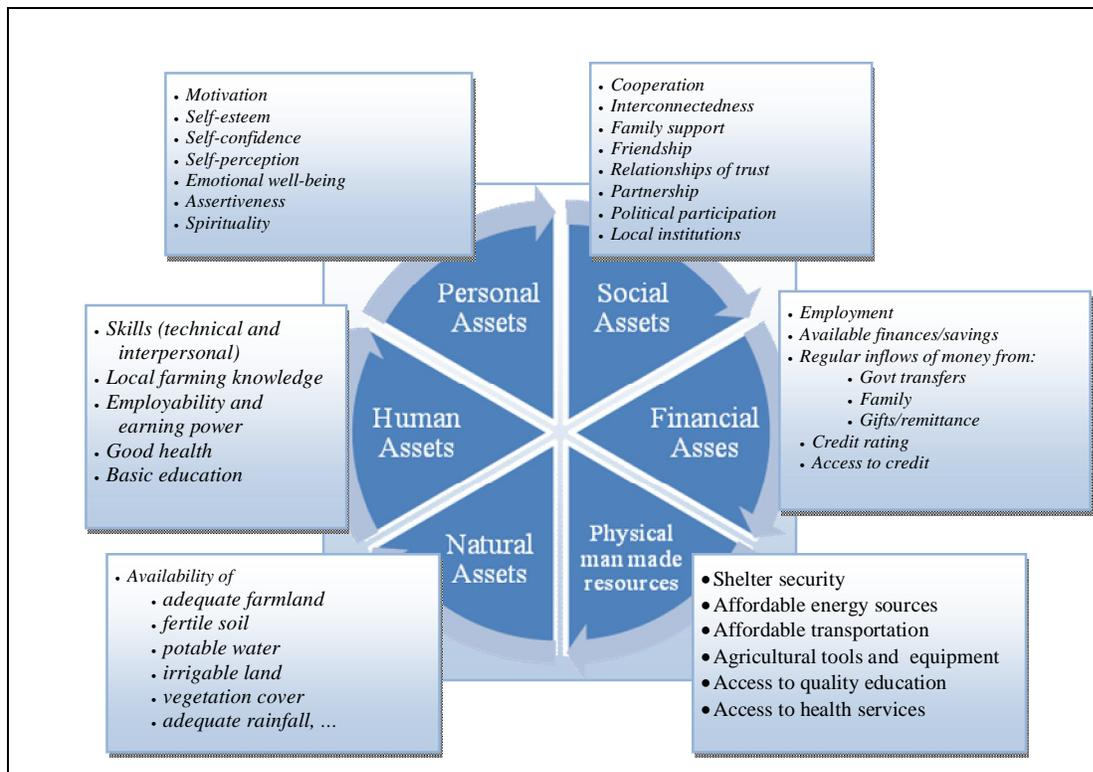 • Motivation
• Self-esteem
• Self-confidence
• Self-perception
• Emotional well-being
• Assertiveness
• Spirituality
• Cooperation
• Interconnectedness
• Family support
• Friendship
• Relationships of trust
• Partnership
• Political participation
• Local institutions
Personal
Assets
Social
Assets
• Skills (technical and
interpersonal)
• Local farming knowledge
• Employability and
earning power
• Good health
• Basic education
Human
Assets
Financial
Asses
• Employment
• Available finances/savings
• Regular inflows of money from:
• Govt transfers
• Family
• Gifts/remittance
• Credit rating
• Access to credit
Natural
Assets
Physical
man made
resources
• Availability of
• adequate farmland
• fertile soil
• potable water
• irrigable land
• vegetation cover
• adequate rainfall, ...
• Shelter security
• Affordable energy sources
• Affordable transportation
• Agricultural tools and equipment
• Access to quality education
• Access to health services